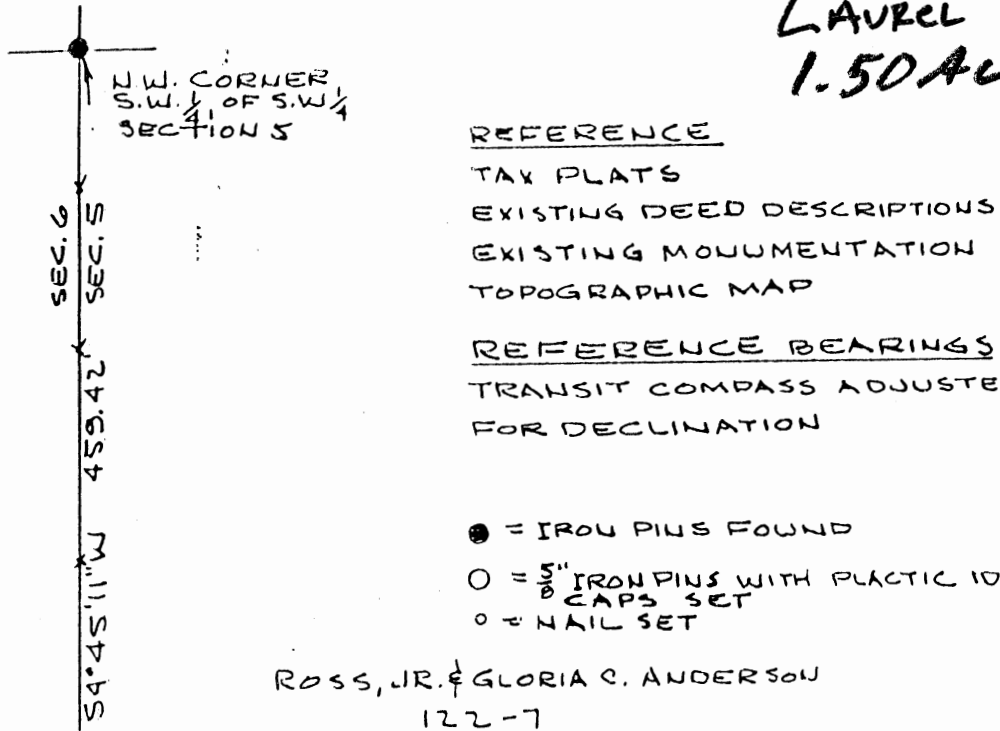 LAUREL
1.50 Ac
N.W. CORNER
S.W. 1/4 OF S.W 1/4
SECTION 5
SEC. 6
SEC. 5
S4°45'11"W 459.42'
REFERENCE
TAX PLATS
EXISTING DEED DESCRIPTIONS
EXISTING MONUMENTATION
TOPOGRAPHIC MAP
REFERENCE BEARINGS
TRANSIT COMPASS ADJUSTE
FOR DECLINATION
● = IRON PINS FOUND
○ = 5/8" IRON PINS WITH PLACTIC ID
CAPS SET
○ = NAIL SET
ROSS, JR. & GLORIA C. ANDERSON
122-7